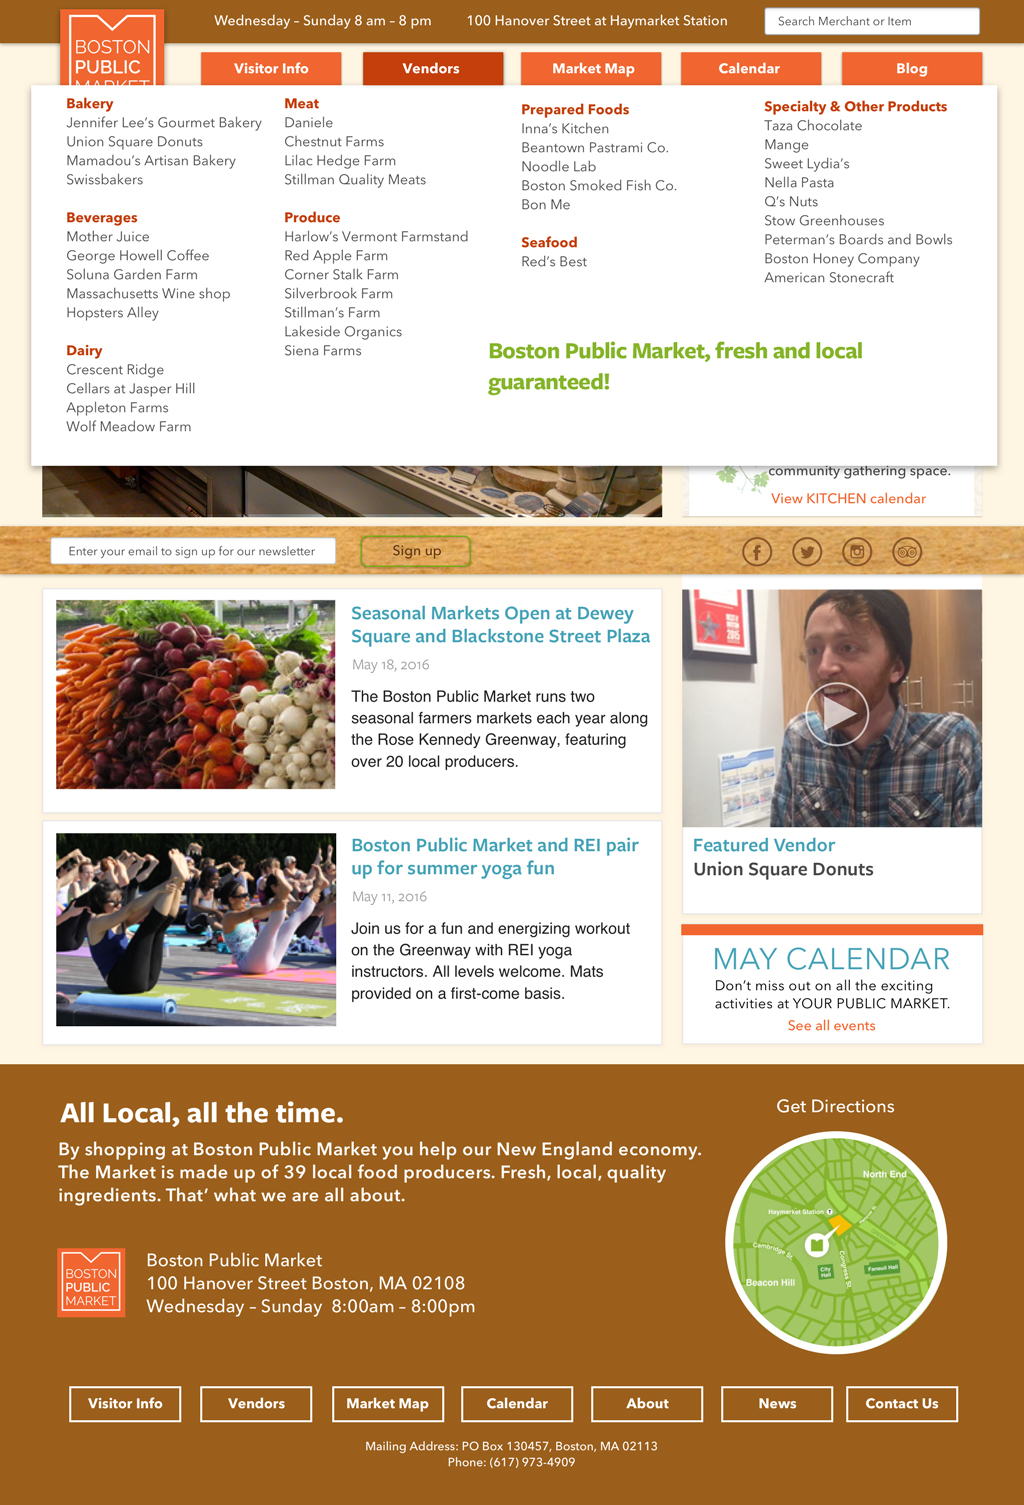 Wednesday – Sunday 8 am – 8 pm
100 Hanover Street at Haymarket Station
Search Merchant or Item
BOSTON
PUBLIC
MARKET
Visitor Info
Vendors
Market Map
Calendar
Blog
Bakery
Jennifer Lee's Gourmet Bakery
Union Square Donuts
Mamadou's Artisan Bakery
Swissbakers
Beverages
Mother Juice
George Howell Coffee
Soluna Garden Farm
Massachusetts Wine shop
Hopsters Alley
Dairy
Crescent Ridge
Cellars at Jasper Hill
Appleton Farms
Wolf Meadow Farm
Meat
Daniele
Chestnut Farms
Lilac Hedge Farm
Stillman Quality Meats
Produce
Harlow's Vermont Farmstand
Red Apple Farm
Corner Stalk Farm
Silverbrook Farm
Stillman's Farm
Lakeside Organics
Siena Farms
Prepared Foods
Inna's Kitchen
Beantown Pastrami Co.
Noodle Lab
Boston Smoked Fish Co.
Bon Me
Seafood
Red's Best
Specialty & Other Products
Taza Chocolate
Mange
Sweet Lydia's
Nella Pasta
Q's Nuts
Stow Greenhouses
Peterman's Boards and Bowls
Boston Honey Company
American Stonecraft
Boston Public Market, fresh and local
guaranteed!
community gathering space.
View KITCHEN calendar
Enter your email to sign up for our newsletter
Sign up
Seasonal Markets Open at Dewey
Square and Blackstone Street Plaza
May 18, 2016
The Boston Public Market runs two
seasonal farmers markets each year along
the Rose Kennedy Greenway, featuring
over 20 local producers.
Boston Public Market and REI pair
up for summer yoga fun
May 11, 2016
Join us for a fun and energizing workout
on the Greenway with REI yoga
instructors. All levels welcome. Mats
provided on a first-come basis.
Featured Vendor
Union Square Donuts
MAY CALENDAR
Don't miss out on all the exciting
activities at YOUR PUBLIC MARKET.
See all events
All Local, all the time.
By shopping at Boston Public Market you help our New England economy.
The Market is made up of 39 local food producers. Fresh, local, quality
ingredients. That' what we are all about.
BOSTON
PUBLIC
MARKET
Boston Public Market
100 Hanover Street Boston, MA 02108
Wednesday – Sunday 8:00am – 8:00pm
Get Directions
North End
Haymarket Station
Cambridge St.
Congress St.
City
Hall
Faneuil Hall
Beacon Hill
Visitor Info
Vendors
Market Map
Calendar
About
News
Contact Us
Mailing Address: PO Box 130457, Boston, MA 02113
Phone: (617) 973-4909